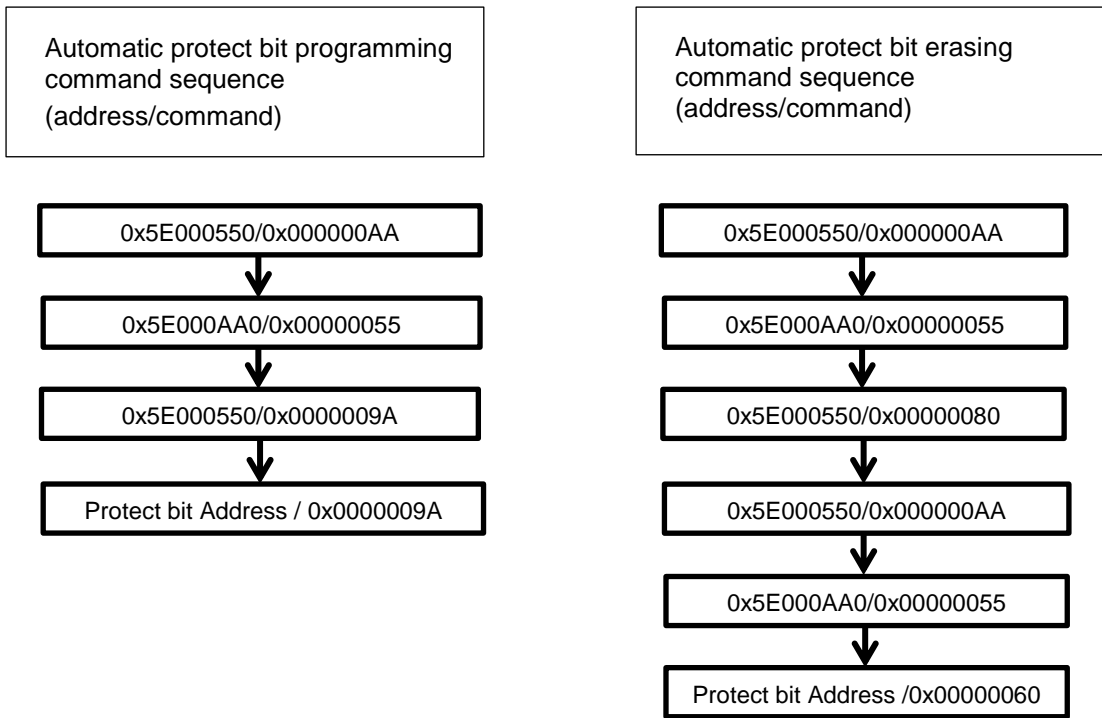 Automatic protect bit programming
command sequence
(address/command)
0x5E000550/0x000000AA
0x5E000AA0/0x00000055
0x5E000550/0x0000009A
Protect bit Address / 0x0000009A
Automatic protect bit erasing
command sequence
(address/command)
0x5E000550/0x000000AA
0x5E000AA0/0x00000055
0x5E000550/0x00000080
0x5E000550/0x000000AA
0x5E000AA0/0x00000055
Protect bit Address /0x00000060